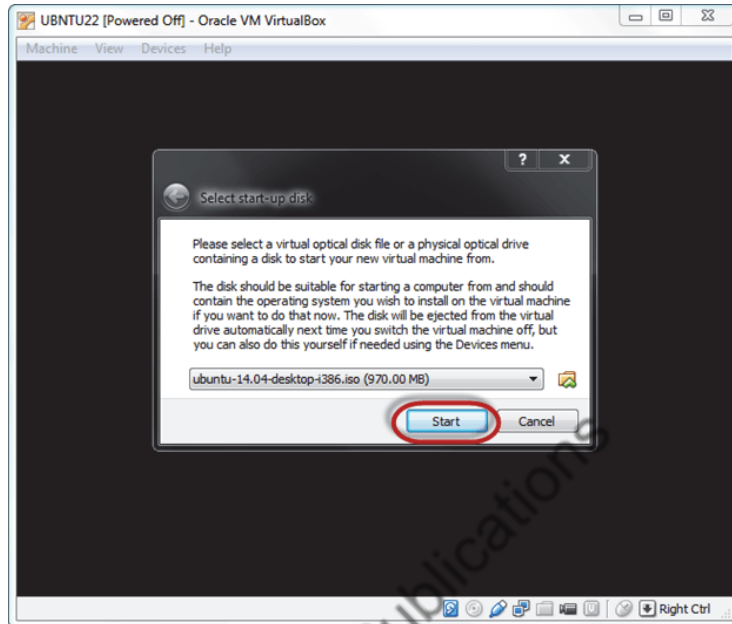 UBNTU22 [Powered Off] - Oracle VM VirtualBox
Machine View Devices Help
? x
Select start-up disk
Please select a virtual optical disk file or a physical optical drive
containing a disk to start your new virtual machine from.
The disk should be suitable for starting a computer from and should
contain the operating system you wish to install on the virtual machine
if you want to do that now. The disk will be ejected from the virtual
drive automatically next time you switch the virtual machine off, but
you can also do this yourself if needed using the Devices menu.
ubuntu-14.04-desktop-i386.iso (970.00 MB)
Start Cancel
Right Ctrl